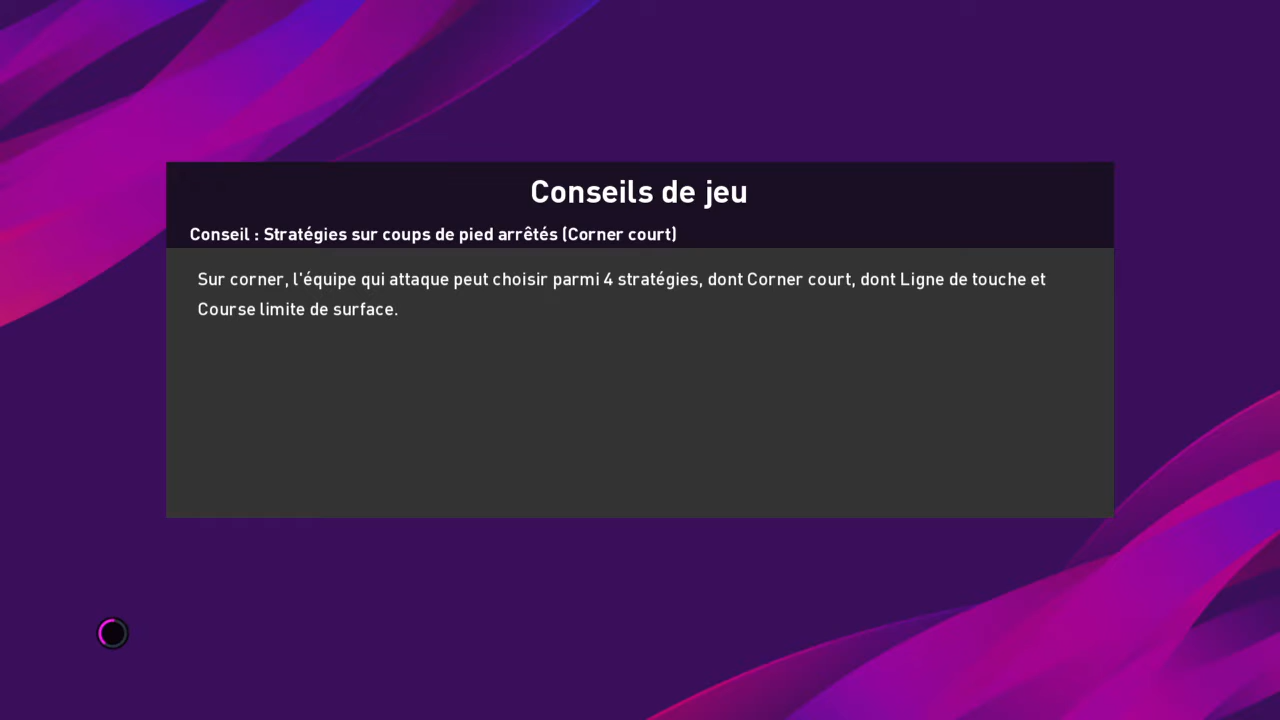 Conseils de jeu
Conseil : Stratégies sur coups de pied arrêtés (Corner court)
Sur corner, l'équipe qui attaque peut choisir parmi 4 stratégies, dont Corner court, dont Ligne de touche et
Course limite de surface.